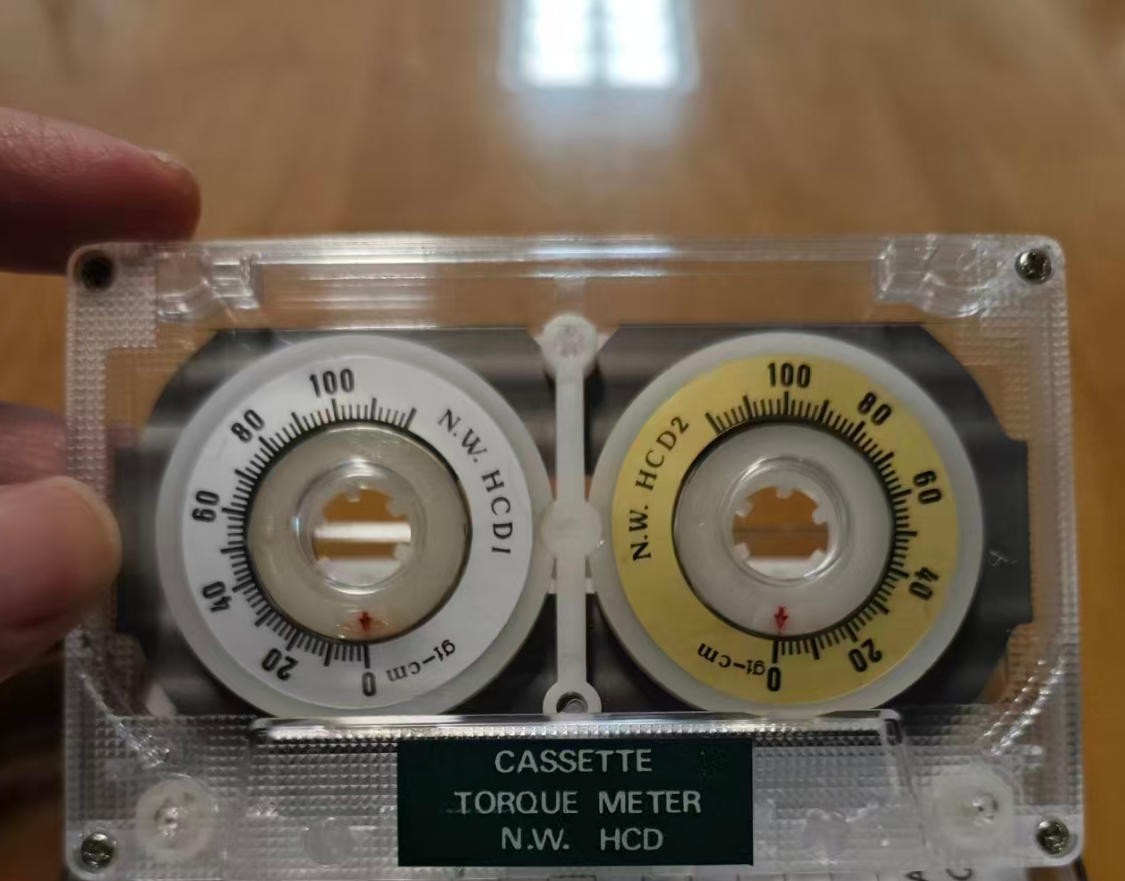 100
80
60
40
20
0
gf-cm
N.W. HCD1
100
80
60
40
20
0
gf-cm
N.W. HCD2
CASSETTE
TORQUE METER
N.W. HCD